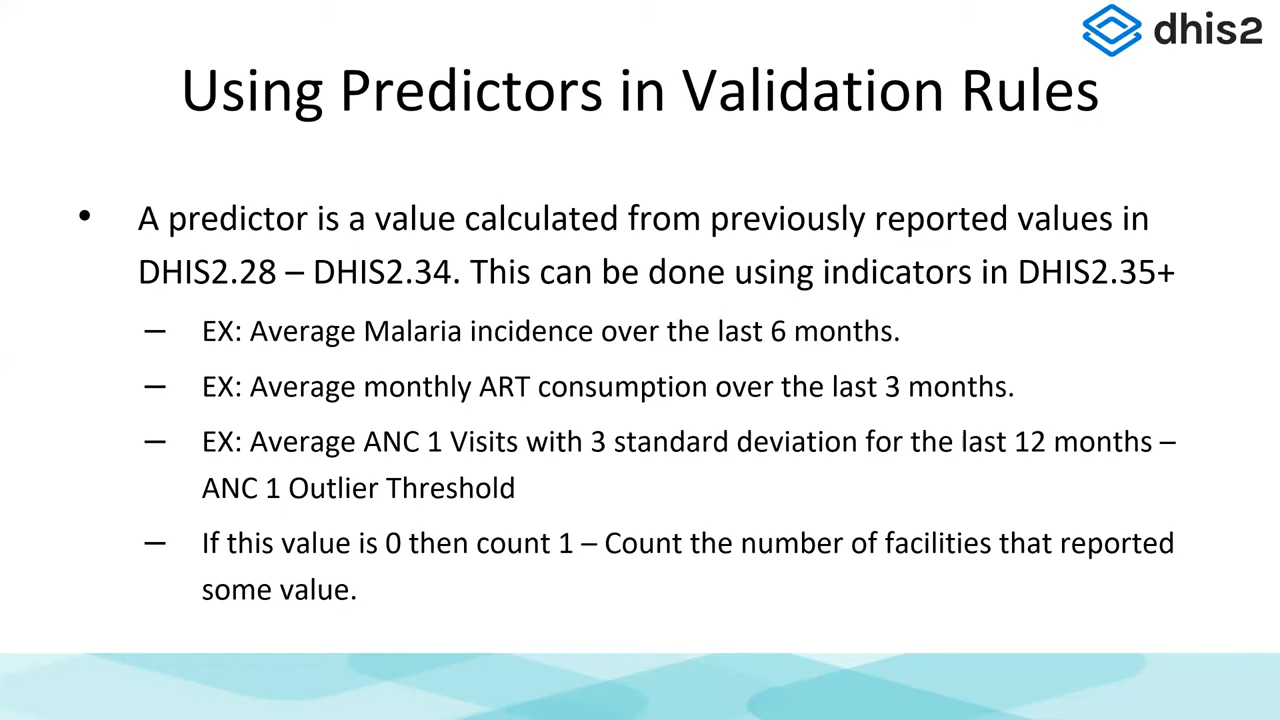 dhis2
Using Predictors in Validation Rules
• A predictor is a value calculated from previously reported values in
DHIS2.28 – DHIS2.34. This can be done using indicators in DHIS2.35+
– EX: Average Malaria incidence over the last 6 months.
– EX: Average monthly ART consumption over the last 3 months.
– EX: Average ANC 1 Visits with 3 standard deviation for the last 12 months –
ANC 1 Outlier Threshold
– If this value is 0 then count 1 – Count the number of facilities that reported
some value.